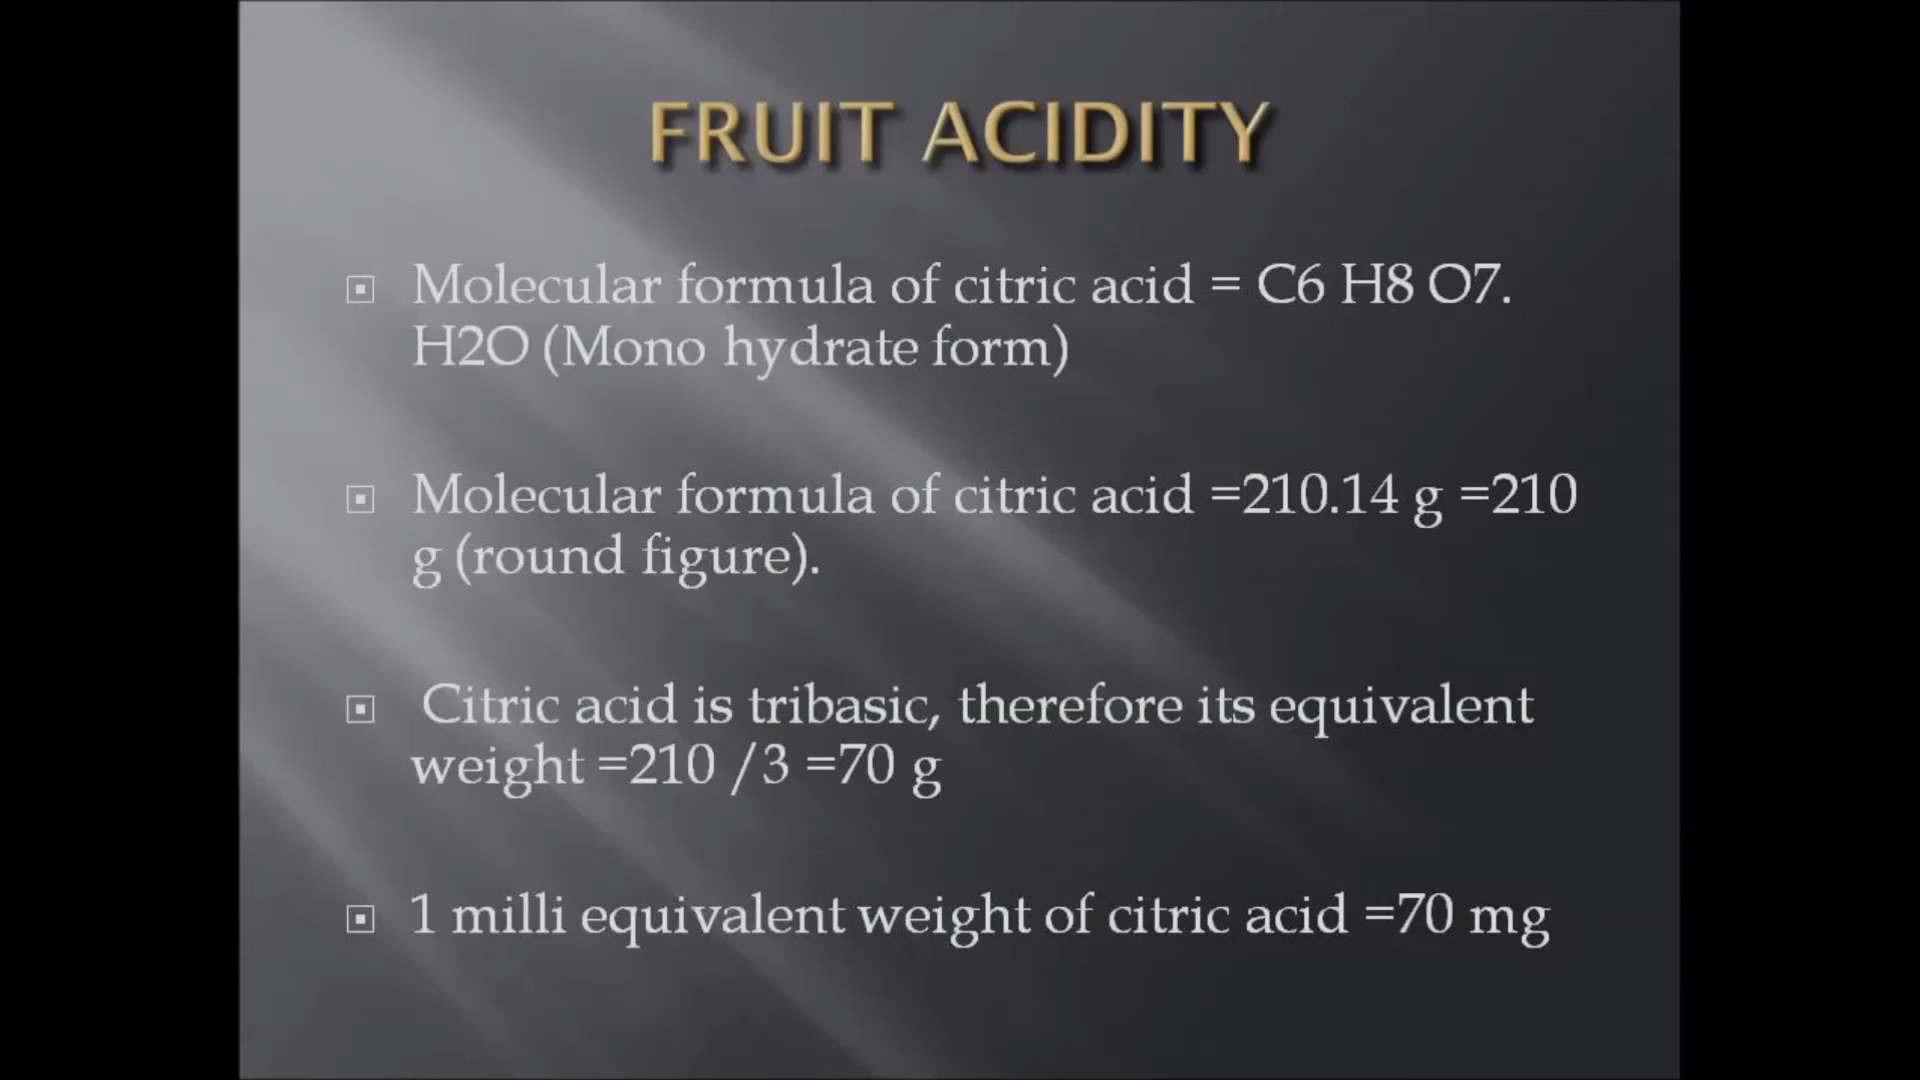 FRUIT ACIDITY
Molecular formula of citric acid = C6 H8 O7.
H2O (Mono hydrate form)
Molecular formula of citric acid =210.14 g =210
g (round figure).
Citric acid is tribasic, therefore its equivalent
weight =210 /3 =70 g
1 milli equivalent weight of citric acid =70 mg